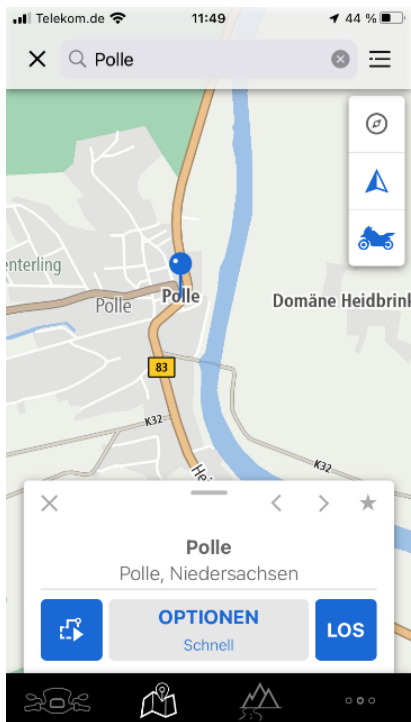 Telekom.de 11:49 44 %
Polle
enterling
Polle
Polle
Domäne Heidbrink
83
K32
Hei
K32
Polle
Polle, Niedersachsen
OPTIONEN
Schnell
LOS